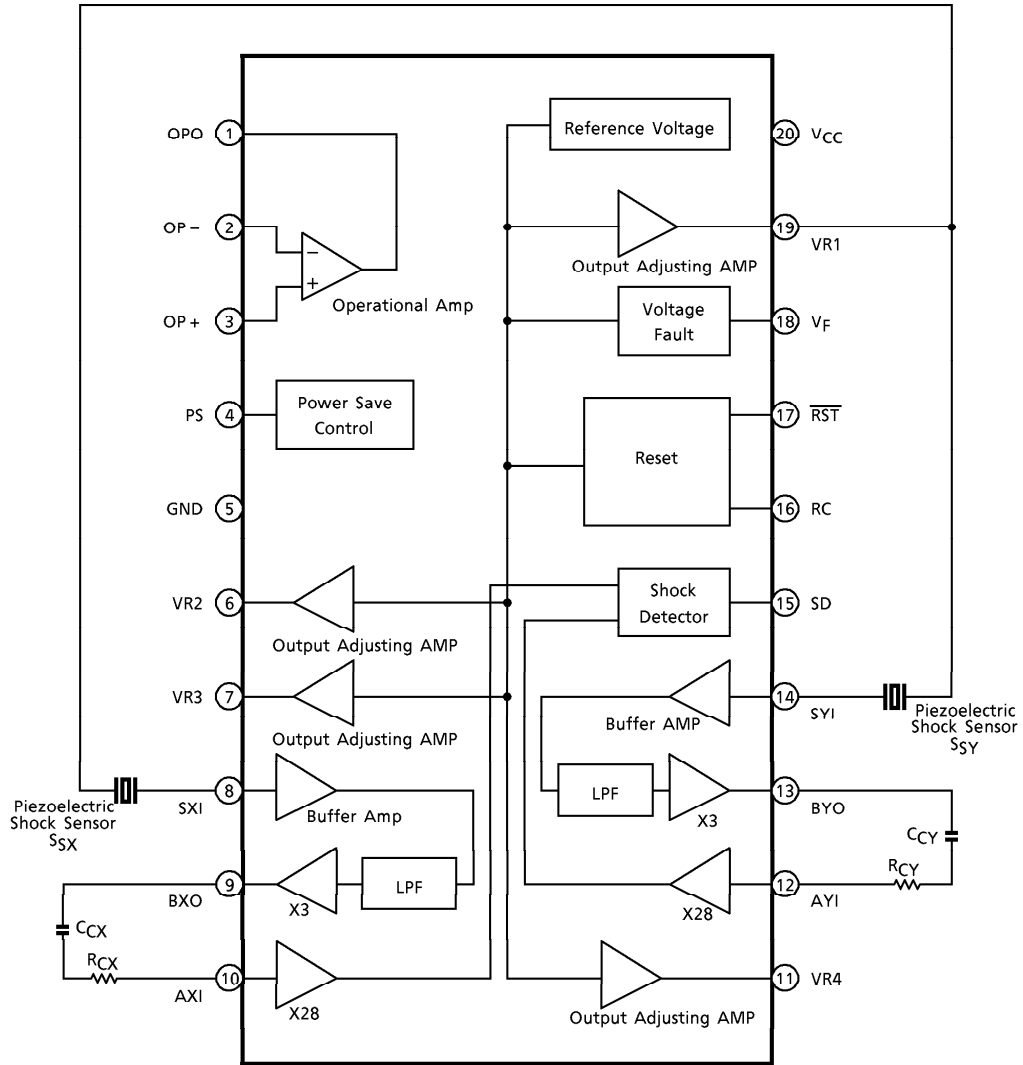 OPO 1
OP - 2
OP + 3
PS 4
GND 5
VR2 6
VR3 7
SXI 8
BXO 9
AXI 10
−
+
Operational Amp
Power Save
Control
Output Adjusting AMP
Output Adjusting AMP
Piezoelectric
Shock Sensor
SSX
Buffer Amp
X3
LPF
CCX
RCX
X28
Reference Voltage
20 VCC
19 VR1
Output Adjusting AMP
Voltage
Fault
18 VF
17 RST
Reset
16 RC
Shock
Detector
15 SD
14 SYI
Buffer AMP
Piezoelectric
Shock Sensor
SSY
LPF
X3
13 BYO
CCY
RCY
12 AYI
X28
11 VR4
Output Adjusting AMP